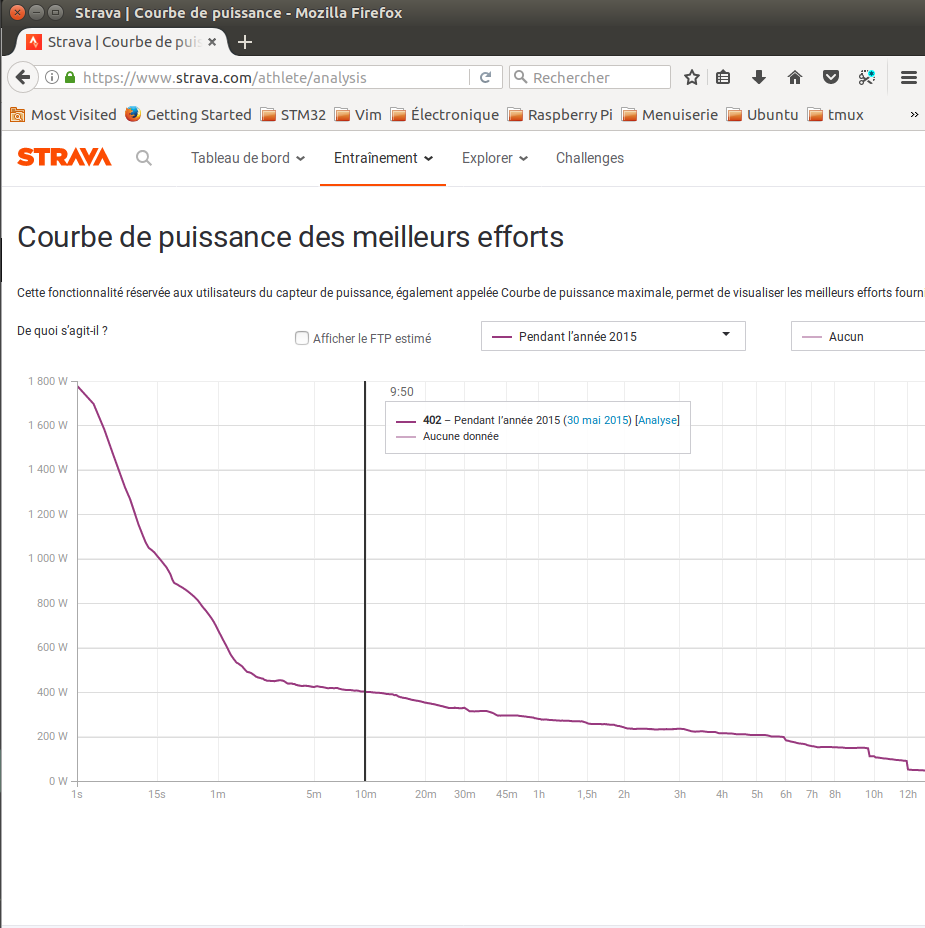 Strava | Courbe de puissance - Mozilla Firefox
Strava | Courbe de puis
https://www.strava.com/athlete/analysis
Rechercher
Most Visited Getting Started STM32 Vim Électronique Raspberry Pi Menuiserie Ubuntu tmux »
STRAVA Tableau de bord Entraînement Explorer Challenges
Courbe de puissance des meilleurs efforts
Cette fonctionnalité réservée aux utilisateurs du capteur de puissance, également appelée Courbe de puissance maximale, permet de visualiser les meilleurs efforts fourni
De quoi s'agit-il ? Afficher le FTP estimé Pendant l'année 2015 Aucun
9:50
402 – Pendant l'année 2015 (30 mai 2015) [Analyse]
Aucune donnée
1 800 W
1 600 W
1 400 W
1 200 W
1 000 W
800 W
600 W
400 W
200 W
0 W
1s 15s 1m 5m 10m 20m 30m 45m 1h 1,5h 2h 3h 4h 5h 6h 7h 8h 10h 12h